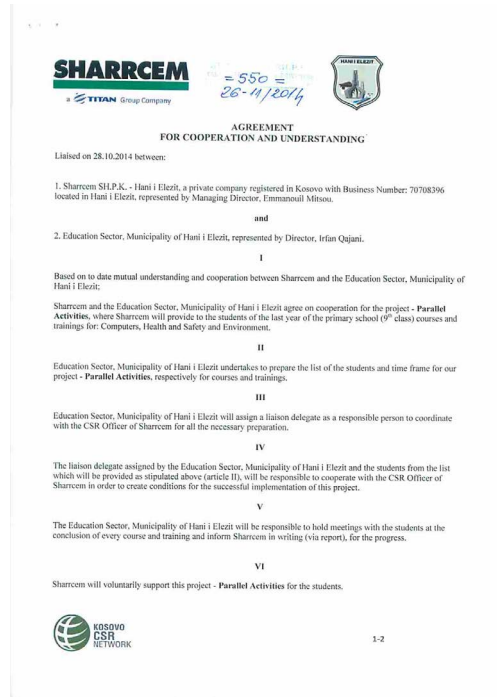 SHARRCEM
a TITAN Group Company
= 550 =
26-11/2014
HANI I ELEZIT
AGREEMENT
FOR COOPERATION AND UNDERSTANDING
Liaised on 28.10.2014 between:
1. Sharrcem SH.P.K. - Hani i Elezit, a private company registered in Kosovo with Business Number: 70708396
located in Hani i Elezit, represented by Managing Director, Emmanouil Mitsou.
and
2. Education Sector, Municipality of Hani i Elezit, represented by Director, Irfan Qajani.
I
Based on to date mutual understanding and cooperation between Sharrcem and the Education Sector, Municipality of
Hani i Elezit;
Sharrcem and the Education Sector, Municipality of Hani i Elezit agree on cooperation for the project - Parallel
Activities, where Sharrcem will provide to the students of the last year of the primary school (9th class) courses and
trainings for: Computers, Health and Safety and Environment.
II
Education Sector, Municipality of Hani i Elezit undertakes to prepare the list of the students and time frame for our
project - Parallel Activities, respectively for courses and trainings.
III
Education Sector, Municipality of Hani i Elezit will assign a liaison delegate as a responsible person to coordinate
with the CSR Officer of Sharrcem for all the necessary preparation.
IV
The liaison delegate assigned by the Education Sector, Municipality of Hani i Elezit and the students from the list
which will be provided as stipulated above (article II), will be responsible to cooperate with the CSR Officer of
Sharrcem in order to create conditions for the successful implementation of this project.
V
The Education Sector, Municipality of Hani i Elezit will be responsible to hold meetings with the students at the
conclusion of every course and training and inform Sharrcem in writing (via report), for the progress.
VI
Sharrcem will voluntarily support this project - Parallel Activities for the students.
KOSOVO
CSR
NETWORK
1-2